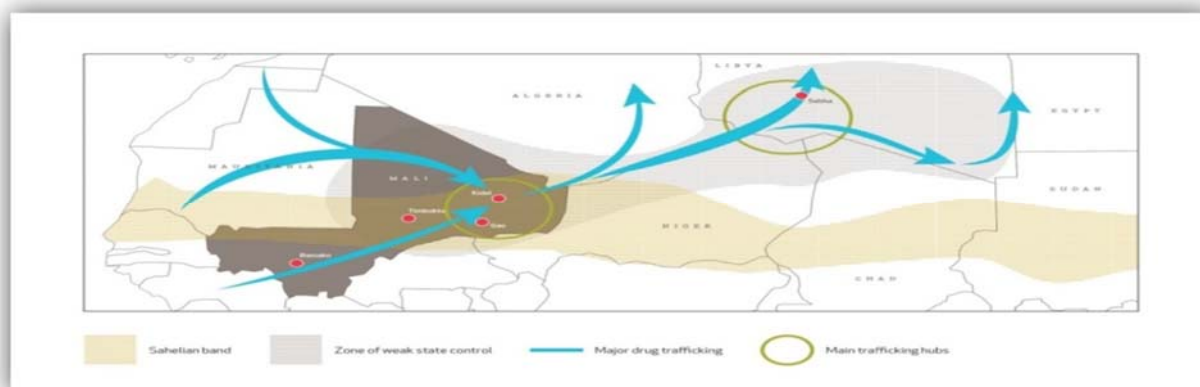 LIBYA
ALGERIA
Sabha
EGYPT
MAURITANIA
MALI
Kidal
SUDAN
Timbuktu
Gao
NIGER
Bamako
CHAD
Sahelian band
Zone of weak state control
Major drug trafficking
Main trafficking hubs